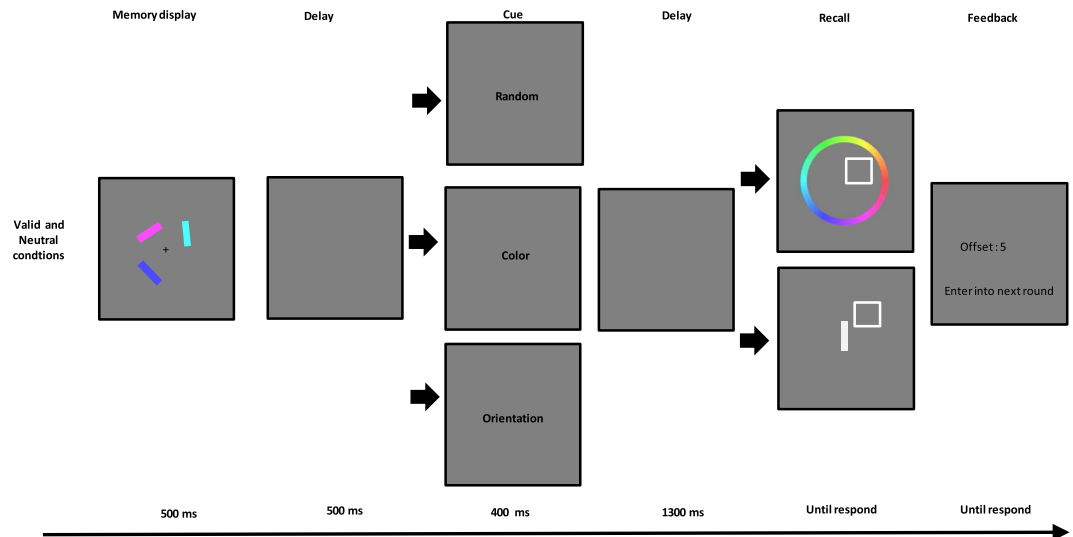 Memory display
Delay
Cue
Delay
Recall
Feedback
Random
Valid and
Neutral
condtions
Color
Offset : 5
Enter into next round
Orientation
500 ms
500 ms
400 ms
1300 ms
Until respond
Until respond